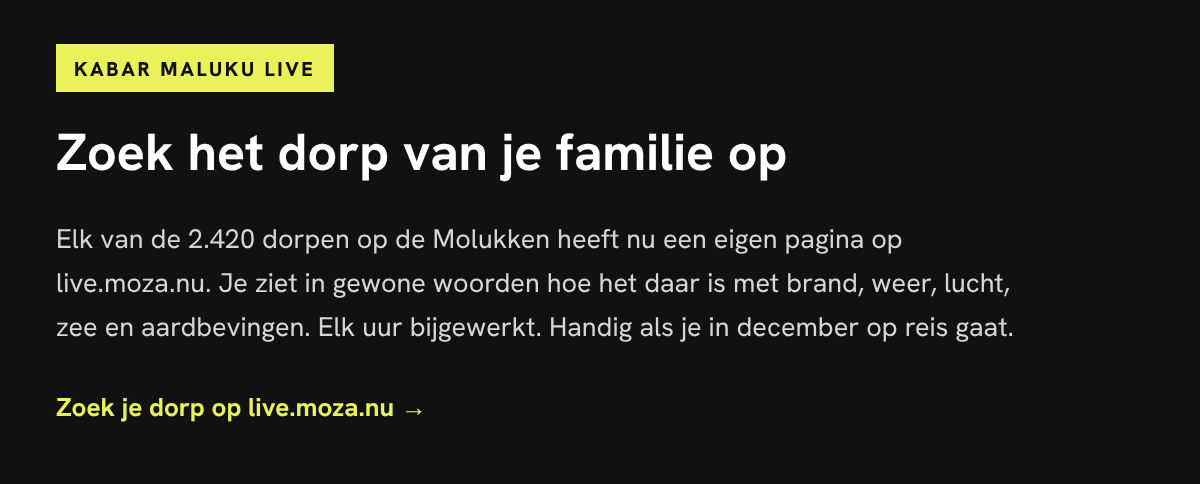 KABAR MALUKU LIVE
Zoek het dorp van je familie op
Elk van de 2.420 dorpen op de Molukken heeft nu een eigen pagina op
live.moza.nu. Je ziet in gewone woorden hoe het daar is met brand, weer, lucht,
zee en aardbevingen. Elk uur bijgewerkt. Handig als je in december op reis gaat.
Zoek je dorp op live.moza.nu →